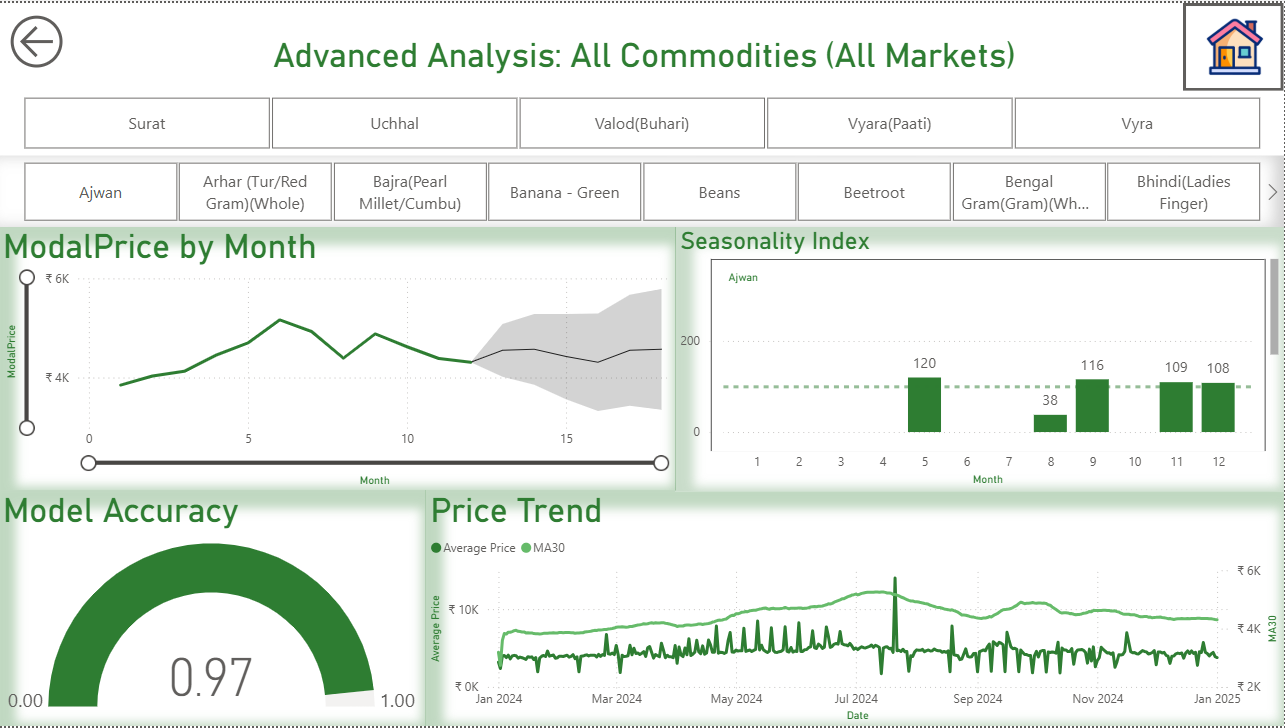 Advanced Analysis: All Commodities (All Markets)
Surat
Uchhal
Valod(Buhari)
Vyara(Paati)
Vyra
Ajwan
Arhar (Tur/Red
Gram)(Whole)
Bajra(Pearl
Millet/Cumbu)
Banana - Green
Beans
Beetroot
Bengal
Gram(Gram)(Wh...
Bhindi(Ladies
Finger)
ModalPrice by Month
ModalPrice
₹ 6K
₹ 4K
0 5 10 15
Month
Seasonality Index
Ajwan
200
0
120
38
116
109
108
1 2 3 4 5 6 7 8 9 10 11 12
Month
Model Accuracy
0.97
0.00
1.00
Price Trend
Average Price MA30
Average Price
₹ 10K
₹ 0K
₹ 6K
₹ 4K
₹ 2K
MA30
Jan 2024 Mar 2024 May 2024 Jul 2024 Sep 2024 Nov 2024 Jan 2025
Date